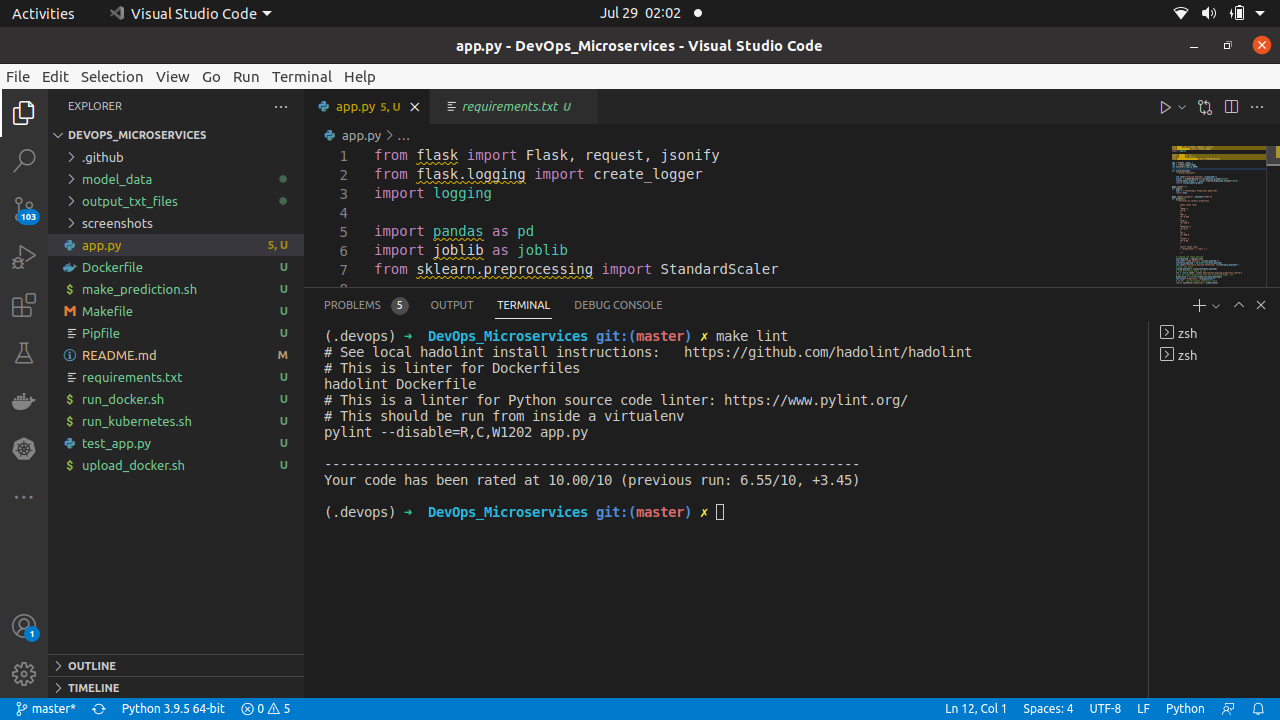 Activities Visual Studio Code Jul 29 02:02
app.py - DevOps_Microservices - Visual Studio Code
File Edit Selection View Go Run Terminal Help
EXPLORER
DEVOPS_MICROSERVICES
.github
model_data
output_txt_files
screenshots
app.py 5, U
Dockerfile U
make_prediction.sh U
Makefile U
Pipfile U
README.md M
requirements.txt U
run_docker.sh U
run_kubernetes.sh U
test_app.py U
upload_docker.sh U
OUTLINE
TIMELINE
103
1
app.py 5, U requirements.txt U
app.py > ...
1 from flask import Flask, request, jsonify
2 from flask.logging import create_logger
3 import logging
4
5 import pandas as pd
6 import joblib as joblib
7 from sklearn.preprocessing import StandardScaler
PROBLEMS 5 OUTPUT TERMINAL DEBUG CONSOLE
(.devops) → DevOps_Microservices git:(master) ✗ make lint
# See local hadolint install instructions: https://github.com/hadolint/hadolint
# This is linter for Dockerfiles
hadolint Dockerfile
# This is a linter for Python source code linter: https://www.pylint.org/
# This should be run from inside a virtualenv
pylint --disable=R,C,W1202 app.py
-------------------------------------------------------------------
Your code has been rated at 10.00/10 (previous run: 6.55/10, +3.45)
(.devops) → DevOps_Microservices git:(master) ✗
zsh
zsh
master* Python 3.9.5 64-bit 0 5 Ln 12, Col 1 Spaces: 4 UTF-8 LF Python